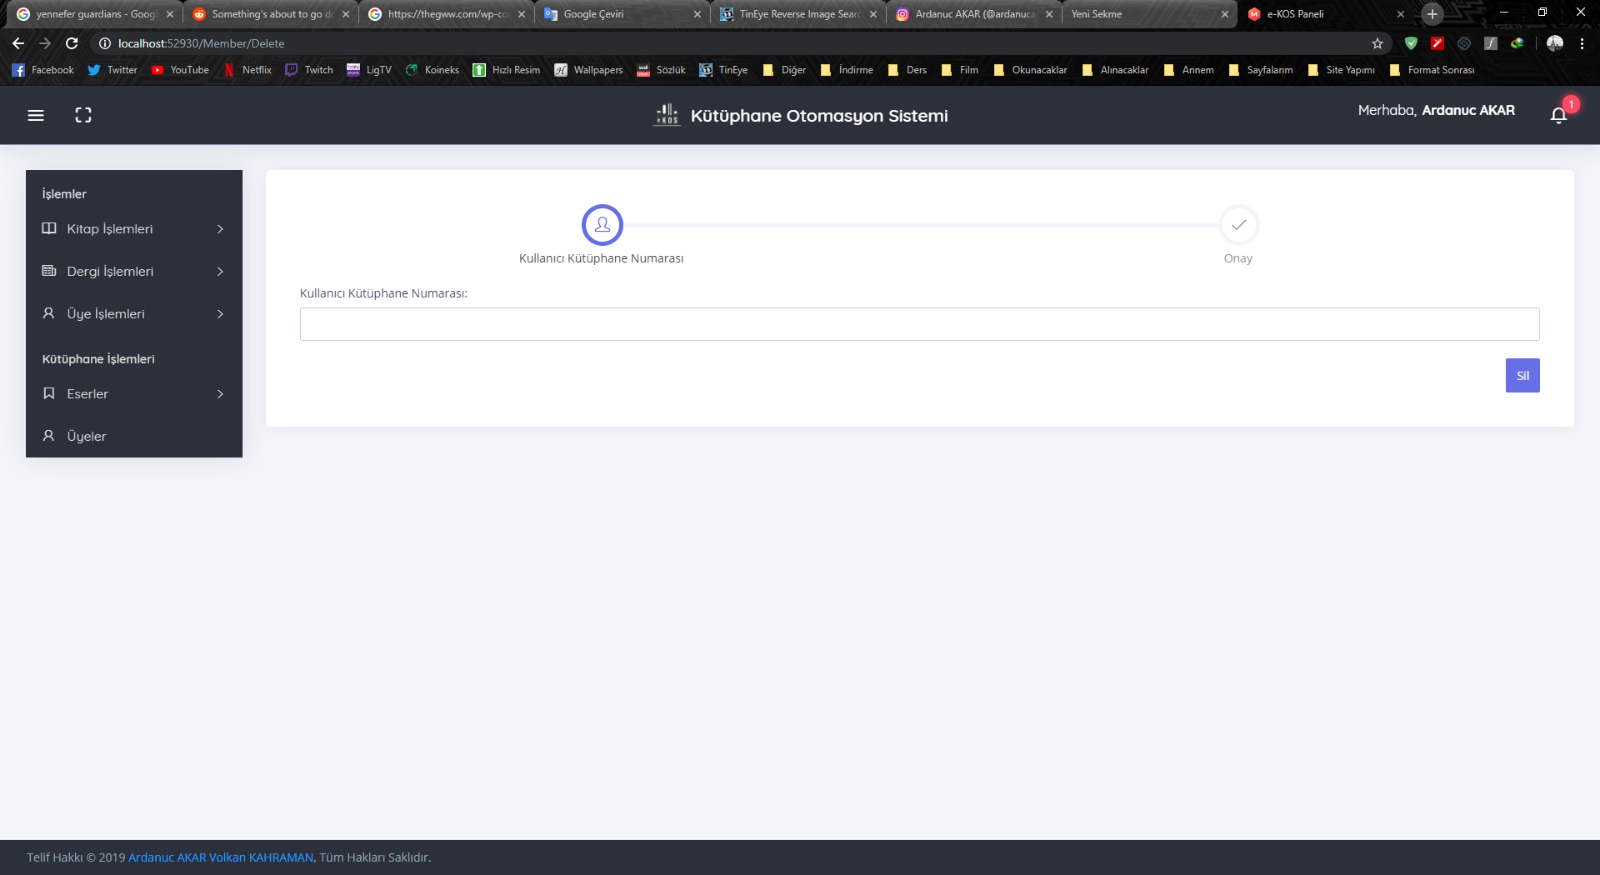 yennefer guardians - Googl
Something's about to go d
https://thegww.com/wp-co
Google Çeviri
TinEye Reverse Image Searc
Ardanuc AKAR (@ardanuca
Yeni Sekme
e-KOS Paneli
localhost:52930/Member/Delete
Facebook
Twitter
YouTube
Netflix
Twitch
LigTV
Koineks
Hızlı Resim
Wallpapers
Sözlük
TinEye
Diğer
İndirme
Ders
Film
Okunacaklar
Alınacaklar
Annem
Sayfalarım
Site Yapımı
Format Sonrası
Kütüphane Otomasyon Sistemi
Merhaba, Ardanuc AKAR
1
İşlemler
Kitap İşlemleri
Dergi İşlemleri
Üye İşlemleri
Kütüphane İşlemleri
Eserler
Üyeler
Kullanıcı Kütüphane Numarası
Onay
Kullanıcı Kütüphane Numarası:
Sil
Telif Hakkı © 2019 Ardanuc AKAR Volkan KAHRAMAN, Tüm Hakları Saklıdır.